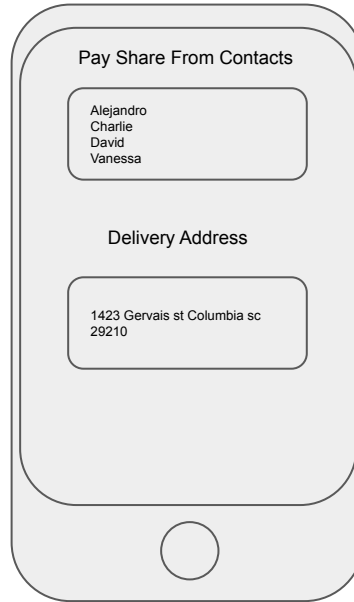 Pay Share From Contacts
Alejandro
Charlie
David
Vanessa
Delivery Address
1423 Gervais st Columbia sc
29210